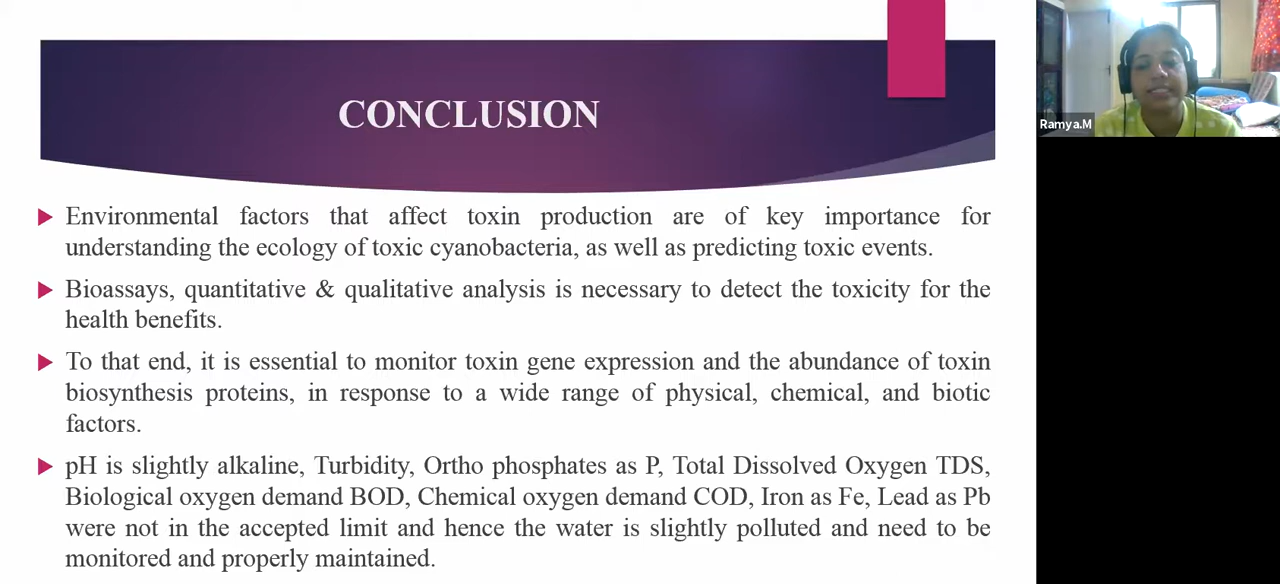 CONCLUSION
Environmental factors that affect toxin production are of key importance for
understanding the ecology of toxic cyanobacteria, as well as predicting toxic events.
Bioassays, quantitative & qualitative analysis is necessary to detect the toxicity for the
health benefits.
To that end, it is essential to monitor toxin gene expression and the abundance of toxin
biosynthesis proteins, in response to a wide range of physical, chemical, and biotic
factors.
pH is slightly alkaline, Turbidity, Ortho phosphates as P, Total Dissolved Oxygen TDS,
Biological oxygen demand BOD, Chemical oxygen demand COD, Iron as Fe, Lead as Pb
were not in the accepted limit and hence the water is slightly polluted and need to be
monitored and properly maintained.
Ramya.M